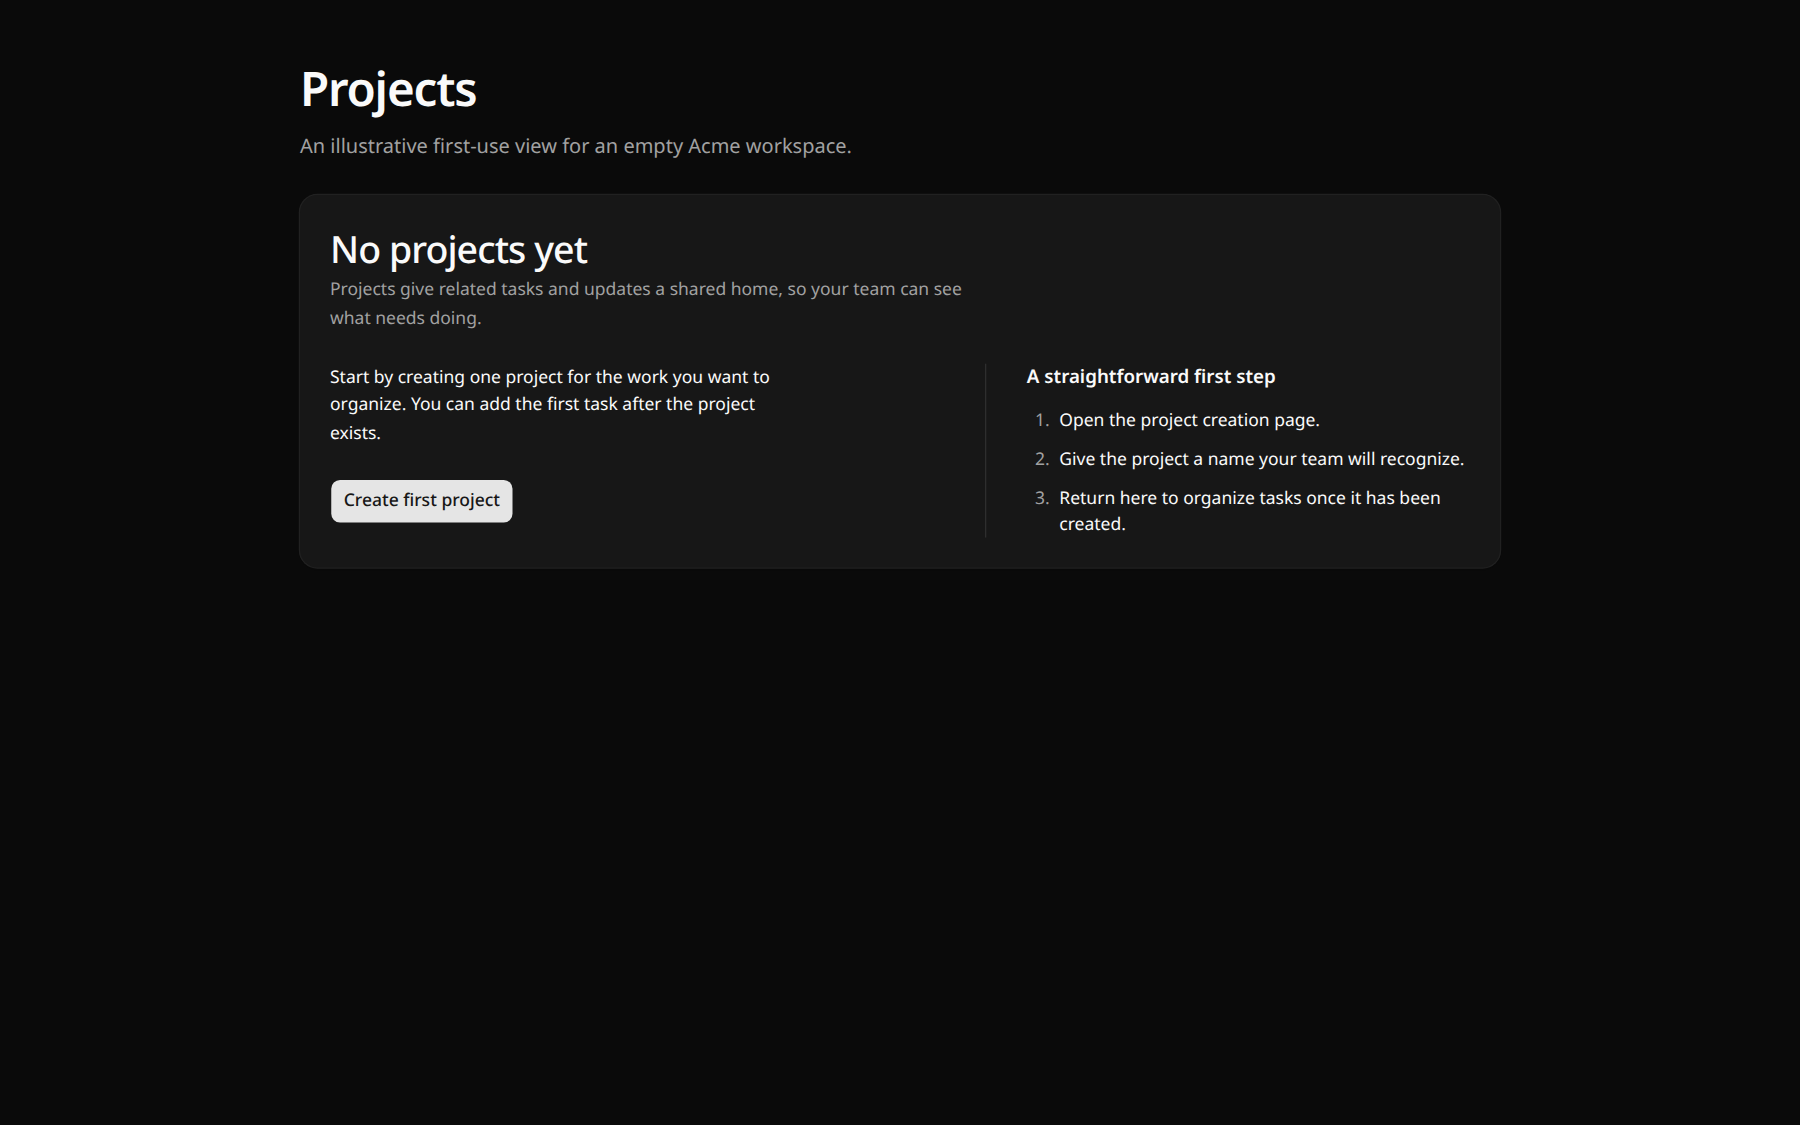 Projects
An illustrative first-use view for an empty Acme workspace.
No projects yet
Projects give related tasks and updates a shared home, so your team can see
what needs doing.
Start by creating one project for the work you want to
organize. You can add the first task after the project
exists.
Create first project
A straightforward first step
1. Open the project creation page.
2. Give the project a name your team will recognize.
3. Return here to organize tasks once it has been
created.